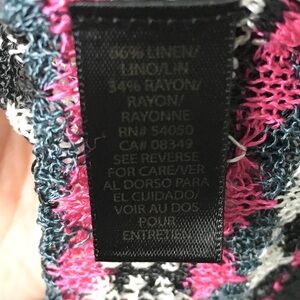 66% LINEN/
LINO/LIN
34% RAYON/
RAYON/
RAYONNE
RN# 54050
CA# 08349
SEE REVERSE
FOR CARE/VER
AL DORSO PARA
EL CUIDADO/
VOIR AU DOS
POUR
ENTRETIEN